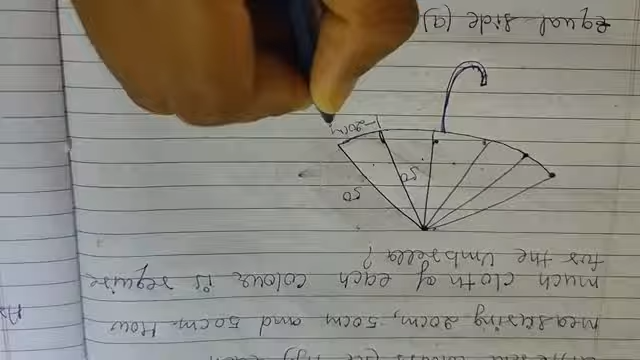 measuring 20cm, 50cm and 50cm. How
much cloth of each colour is require
for the Umbrella?
50
50
20cm
Equal side (a)